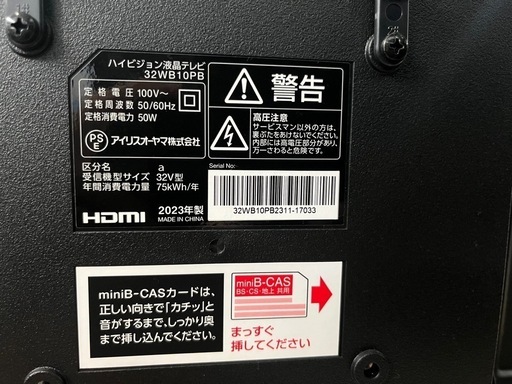 ハイビジョン液晶テレビ
32WB10PB
定格電圧 100V～
定格周波数 50/60Hz
定格消費電力 50W
PS
E
アイリスオーヤマ株式会社
区分名 a
受信機型サイズ 32V型
年間消費電力量 75kWh/年
HDMI
2023年製
MADE IN CHINA
警告
高圧注意
サービスマン以外の方は、
裏ぶたをあけないでください。
内部には高電圧部分があり、
万一さわると危険です。
Serial No:
32WB10PB2311-17033
miniB-CASカードは、
正しい向きで「カチッ」と
音がするまで、しっかり奥
まで挿し込んでください。
miniB-CAS
BS・CS・地上 共用
まっすぐ
挿してください